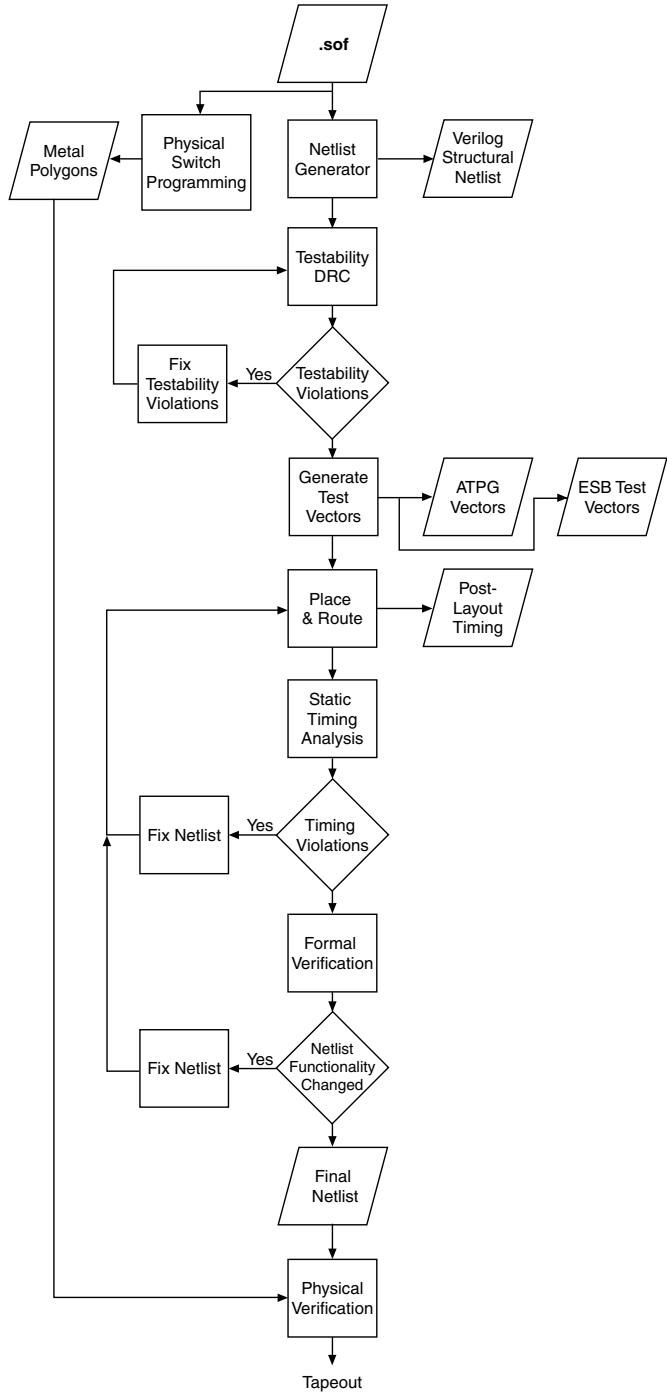 .sof
Metal
Polygons
Physical
Switch
Programming
Netlist
Generator
Verilog
Structural
Netlist
Testability
DRC
Fix
Testability
Violations
Yes
Testability
Violations
Generate
Test
Vectors
ATPG
Vectors
ESB Test
Vectors
Place
& Route
Post-
Layout
Timing
Static
Timing
Analysis
Fix Netlist
Yes
Timing
Violations
Formal
Verification
Fix Netlist
Yes
Netlist
Functionality
Changed
Final
Netlist
Physical
Verification
Tapeout